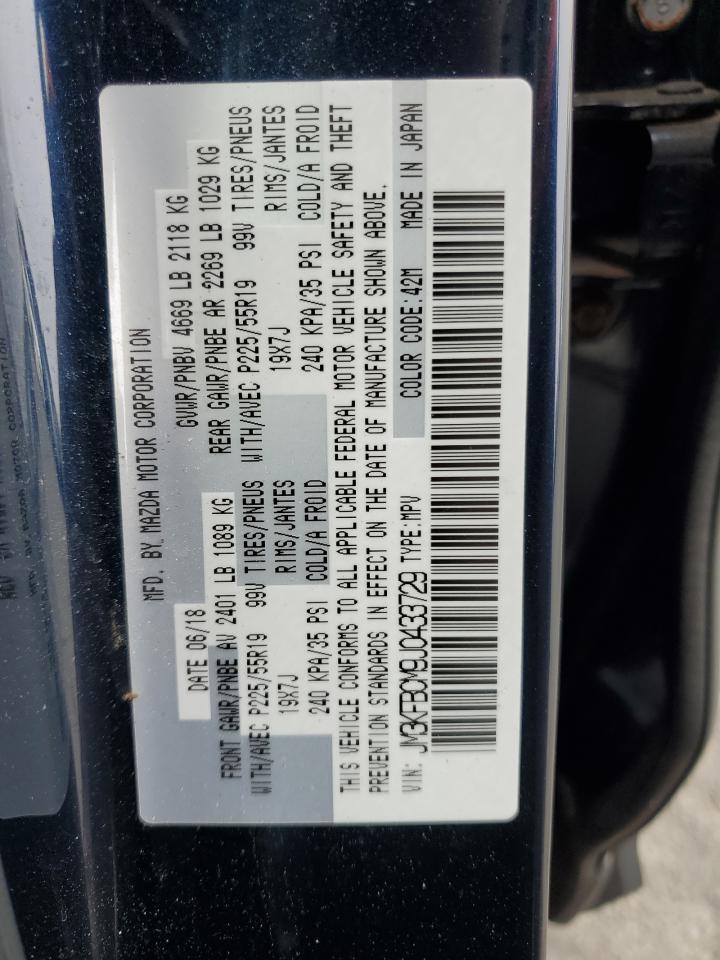 MFD. BY MAZDA MOTOR CORPORATION
DATE 06/18 GVWR/PNBV 4669 LB 2118 KG
FRONT GAWR/PNBE AV 2401 LB 1089 KG REAR GAWR/PNBE AR 2269 LB 1029 KG
WITH/AVEC P225/55R19 99V TIRES/PNEUS WITH/AVEC P225/55R19 99V TIRES/PNEUS
19X7J RIMS/JANTES 19X7J RIMS/JANTES
240 KPA/35 PSI COLD/A FROID 240 KPA/35 PSI COLD/A FROID
THIS VEHICLE CONFORMS TO ALL APPLICABLE FEDERAL MOTOR VEHICLE SAFETY AND THEFT
PREVENTION STANDARDS IN EFFECT ON THE DATE OF MANUFACTURE SHOWN ABOVE.
VIN: JM3KFBCM9J0433729 TYPE:MPV COLOR CODE:42M MADE IN JAPAN